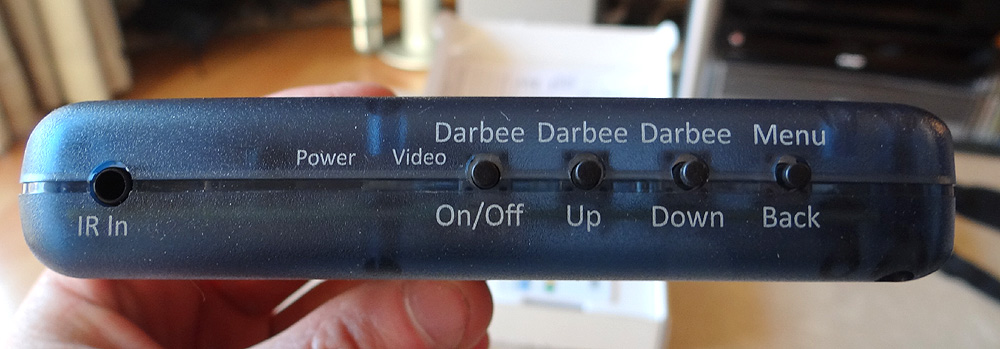 Darbee Darbee Darbee Menu
Power Video
IR In On/Off Up Down Back